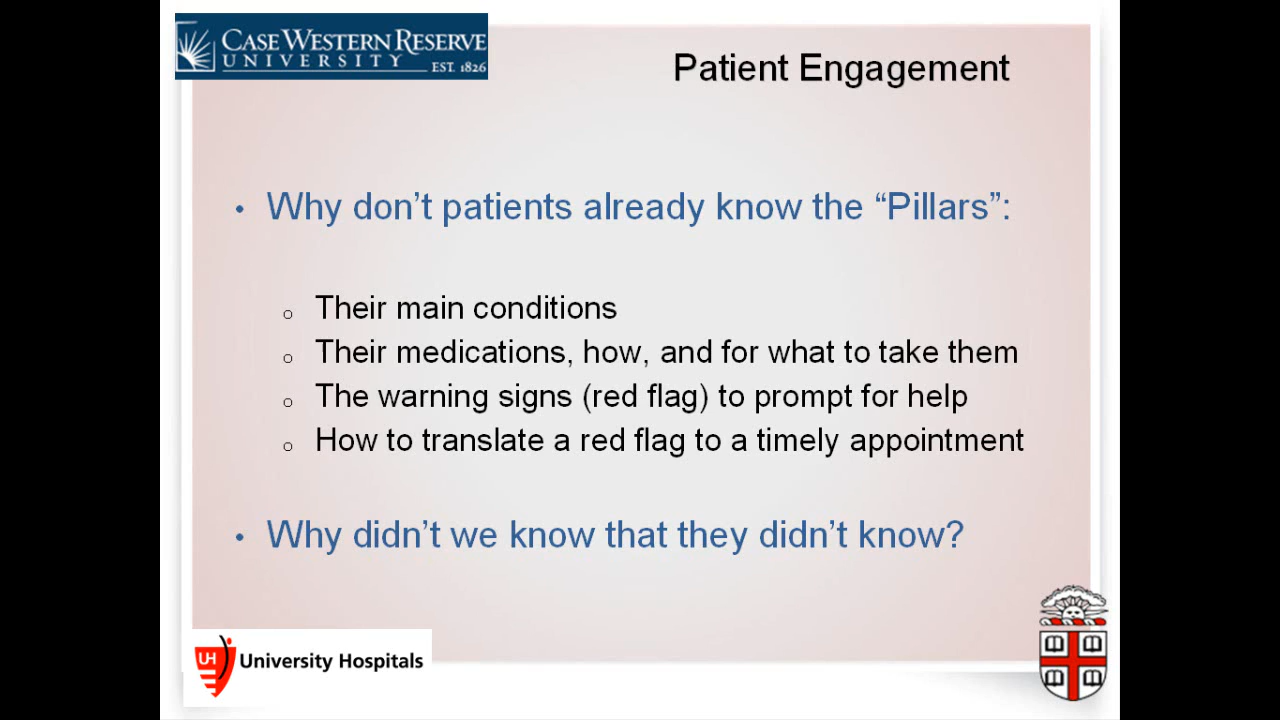 CASE WESTERN RESERVE
UNIVERSITY
EST. 1826
Patient Engagement
• Why don’t patients already know the “Pillars”:
o Their main conditions
o Their medications, how, and for what to take them
o The warning signs (red flag) to prompt for help
o How to translate a red flag to a timely appointment
• Why didn’t we know that they didn’t know?
UH University Hospitals